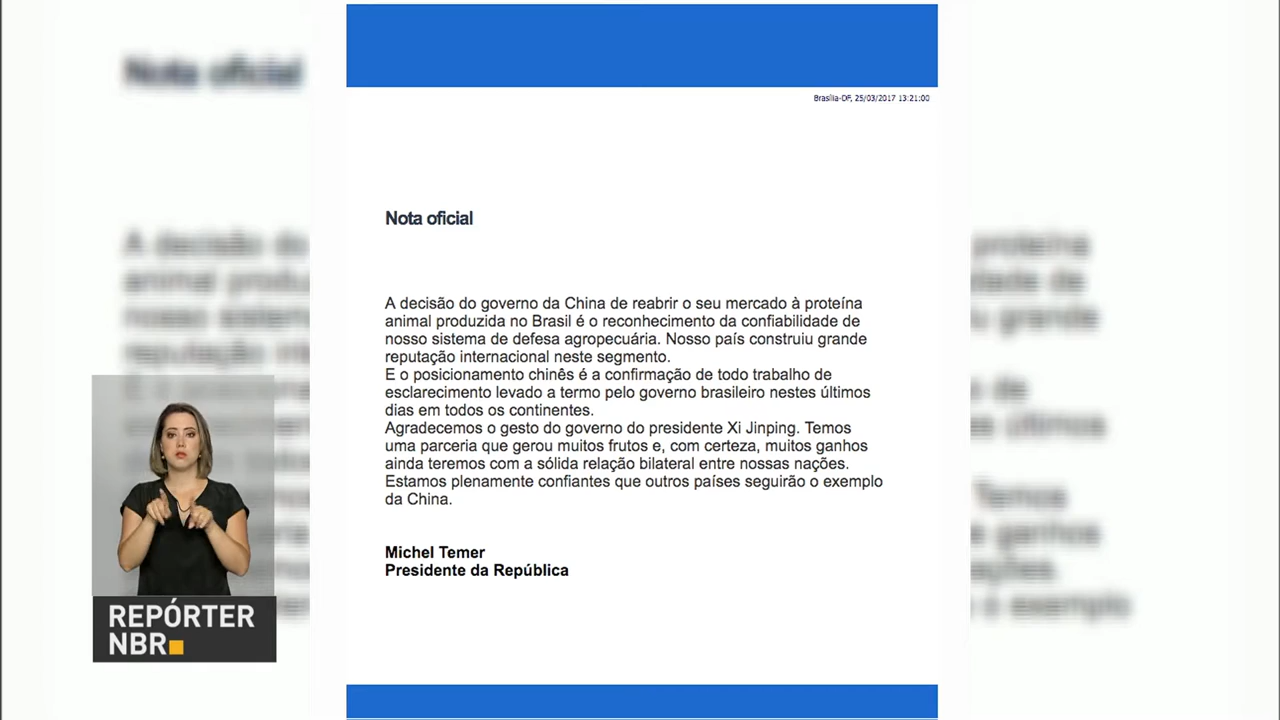 Nota oficial
Brasília-DF, 25/03/2017 13:21:00
Nota oficial
A decisão do governo da China de reabrir o seu mercado à proteína
animal produzida no Brasil é o reconhecimento da confiabilidade de
nosso sistema de defesa agropecuária. Nosso país construiu grande
reputação internacional neste segmento.
E o posicionamento chinês é a confirmação de todo trabalho de
esclarecimento levado a termo pelo governo brasileiro nestes últimos
dias em todos os continentes.
Agradecemos o gesto do governo do presidente Xi Jinping. Temos
uma parceria que gerou muitos frutos e, com certeza, muitos ganhos
ainda teremos com a sólida relação bilateral entre nossas nações.
Estamos plenamente confiantes que outros países seguirão o exemplo
da China.
Michel Temer
Presidente da República
REPÓRTER
NBR